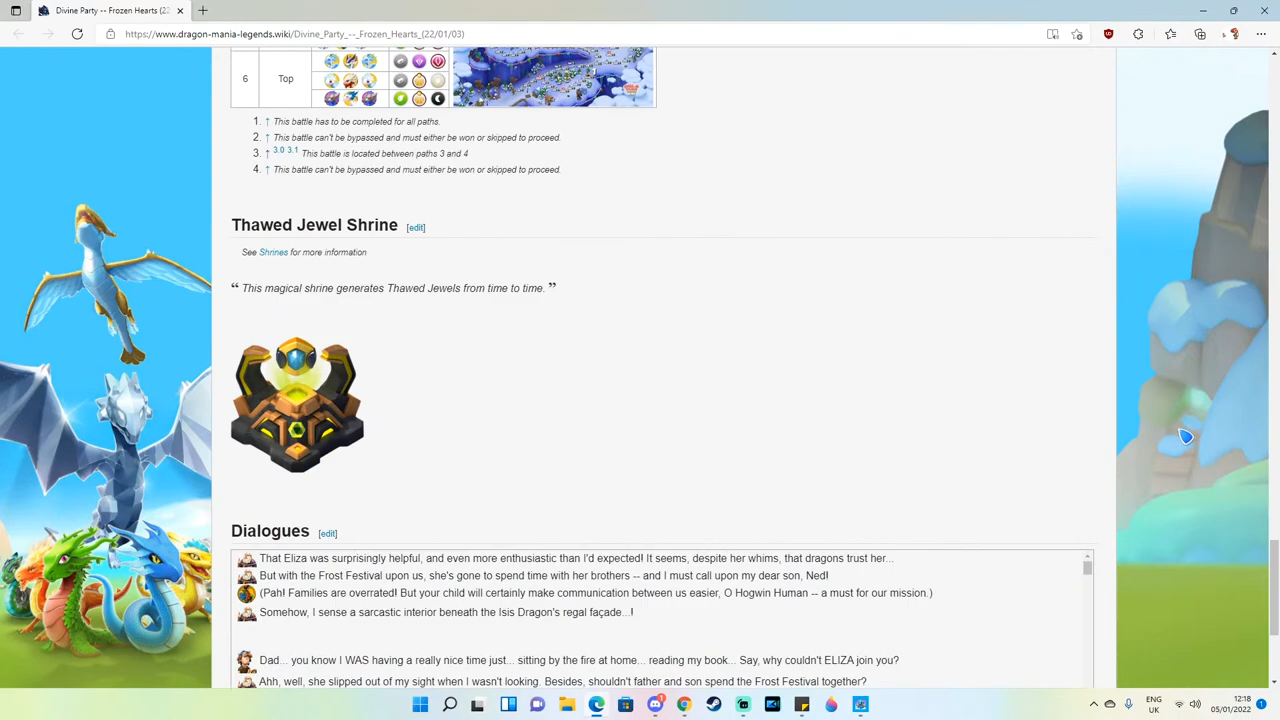 Divine Party -- Frozen Hearts (22
https://www.dragon-mania-legends.wiki/Divine_Party_--_Frozen_Hearts_(22/01/03)
6 Top
1. ↑ This battle has to be completed for all paths.
2. ↑ This battle can't be bypassed and must either be won or skipped to proceed.
3. ↑ 3.0 3.1 This battle is located between paths 3 and 4
4. ↑ This battle can't be bypassed and must either be won or skipped to proceed.
Thawed Jewel Shrine [edit]
See Shrines for more information
“ This magical shrine generates Thawed Jewels from time to time. ”
Dialogues [edit]
That Eliza was surprisingly helpful, and even more enthusiastic than I'd expected! It seems, despite her whims, that dragons trust her...
But with the Frost Festival upon us, she's gone to spend time with her brothers -- and I must call upon my dear son, Ned!
(Pah! Families are overrated! But your child will certainly make communication between us easier, O Hogwin Human -- a must for our mission.)
Somehow, I sense a sarcastic interior beneath the Isis Dragon's regal façade...!
Dad... you know I WAS having a really nice time just... sitting by the fire at home... reading my book... Say, why couldn't ELIZA join you?
Ahh, well, she slipped out of my sight when I wasn't looking. Besides, shouldn't father and son spend the Frost Festival together?
1
ENG
UK
12:18
05/01/2022